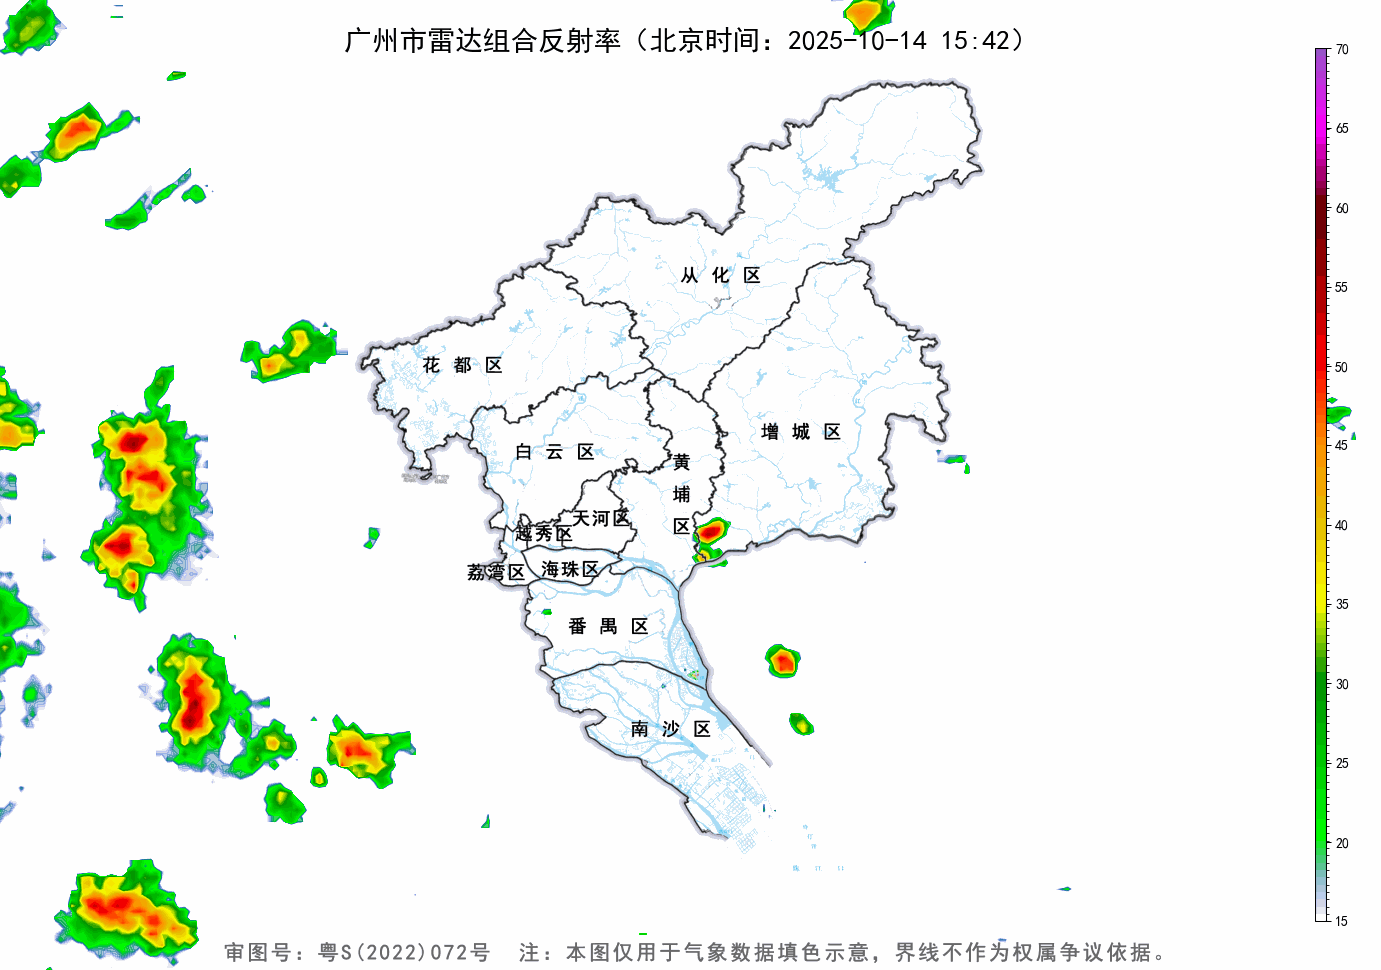 广州市雷达组合反射率（北京时间：2025-10-14 15:42）
70
65
60
55
50
45
40
35
30
25
20
15
从化区
花都区
增城区
白云区
黄埔区
天河区
越秀区
荔湾区
海珠区
番禺区
南沙区
审图号：粤S(2022)072号 注：本图仅用于气象数据填色示意，界线不作为权属争议依据。